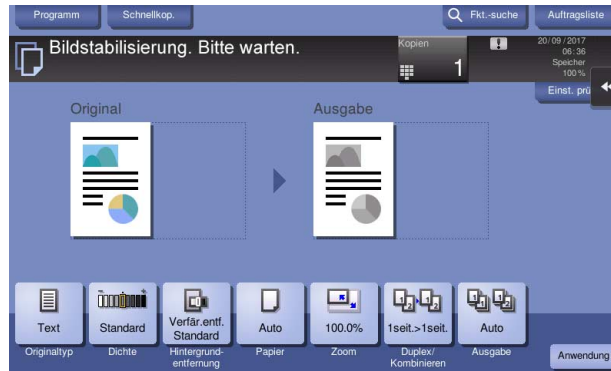 Programm
Schnellkop.
Fkt.-suche
Auftragsliste
Bildstabilisierung. Bitte warten.
Kopien
1
20/09/2017
06:36
Speicher
100%
Einst. prü
Original
Ausgabe
Text
Standard
Verfär.entf.
Standard
Auto
100.0%
1seit.>1seit.
Auto
Originaltyp
Dichte
Hintergrund-
entfernung
Papier
Zoom
Duplex/
Kombinieren
Ausgabe
Anwendung